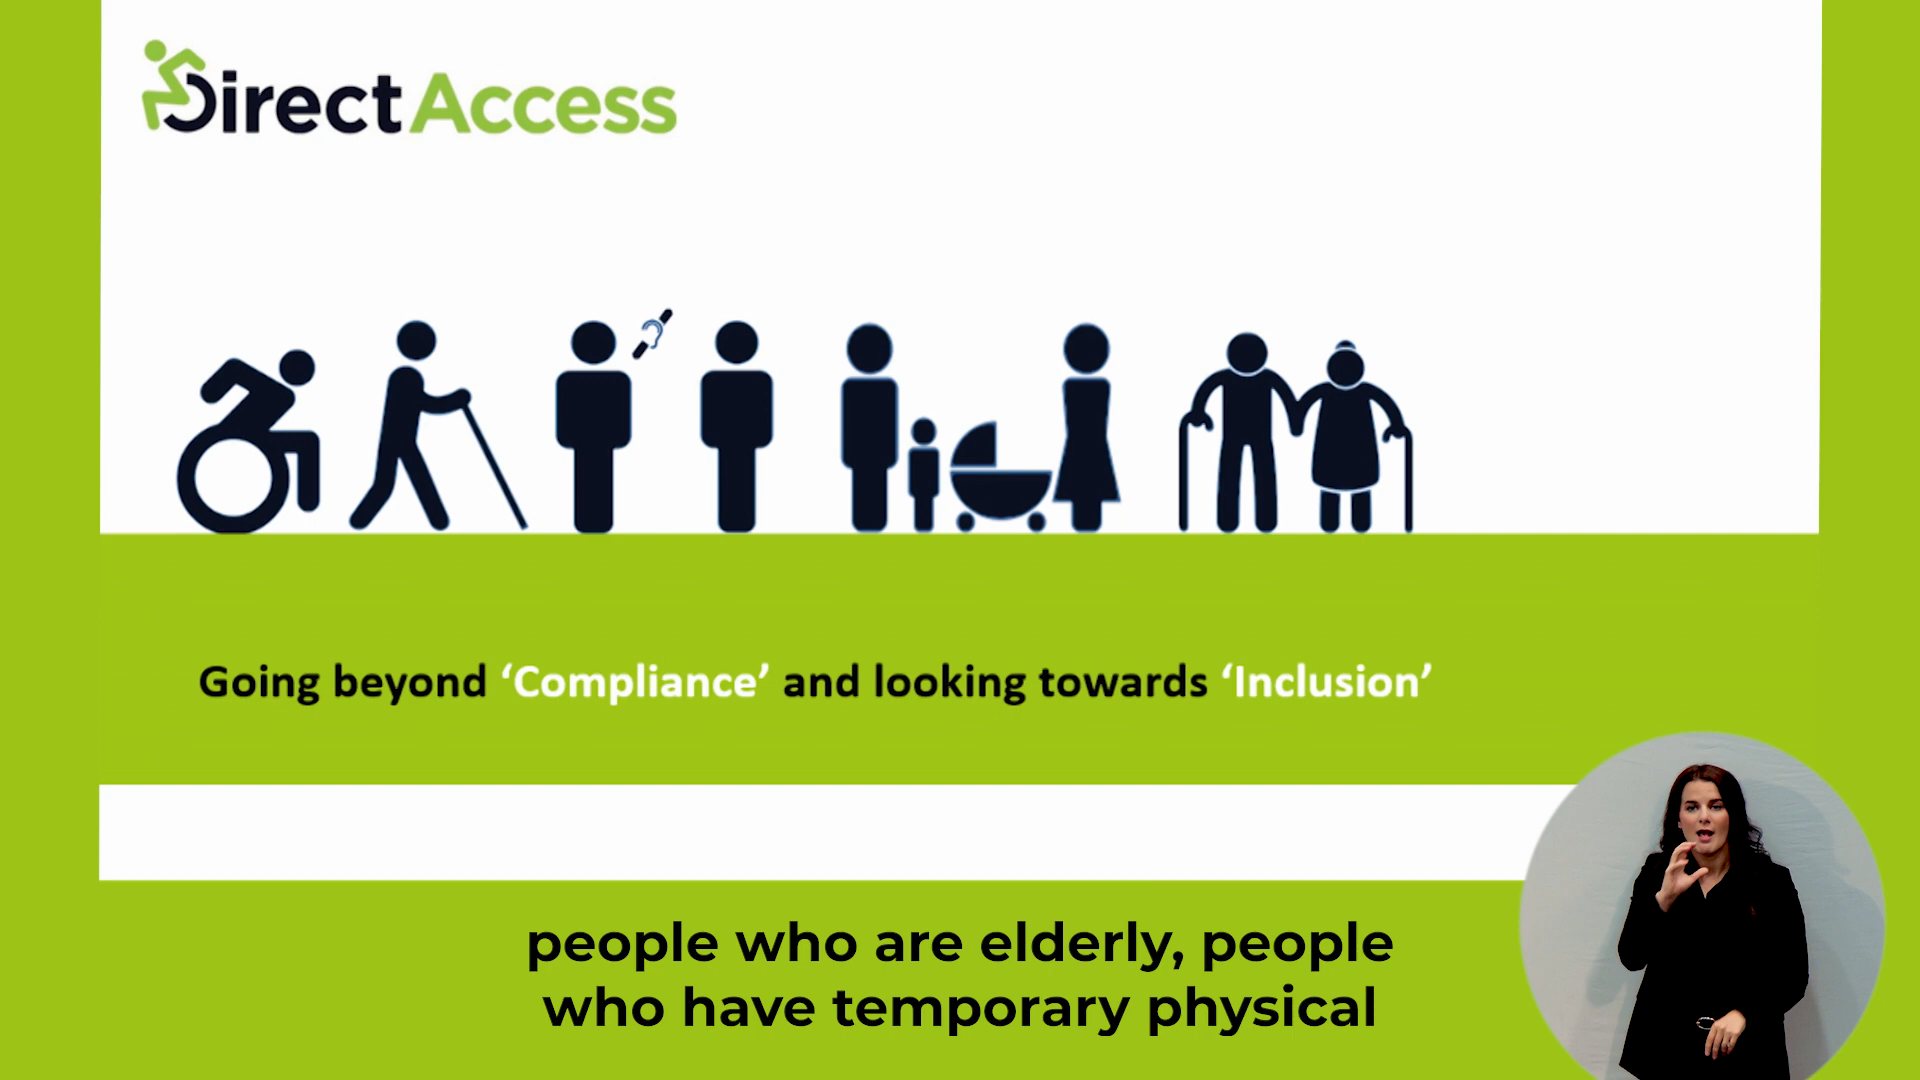 DirectAccess
Going beyond ‘Compliance’ and looking towards ‘Inclusion’
people who are elderly, people
who have temporary physical